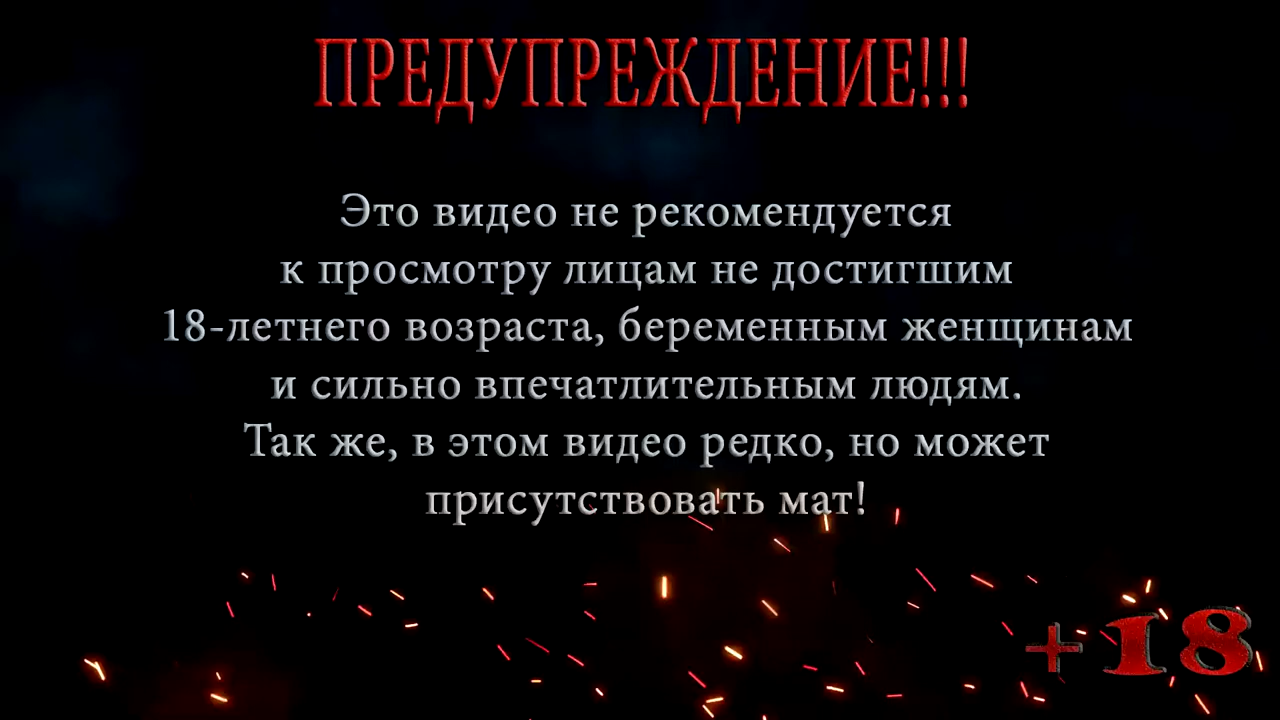 ПРЕДУПРЕЖДЕНИЕ!!!
Это видео не рекомендуется
к просмотру лицам не достигшим
18-летнего возраста, беременным женщинам
и сильно впечатлительным людям.
Так же, в этом видео редко, но может
присутствовать мат!
+18